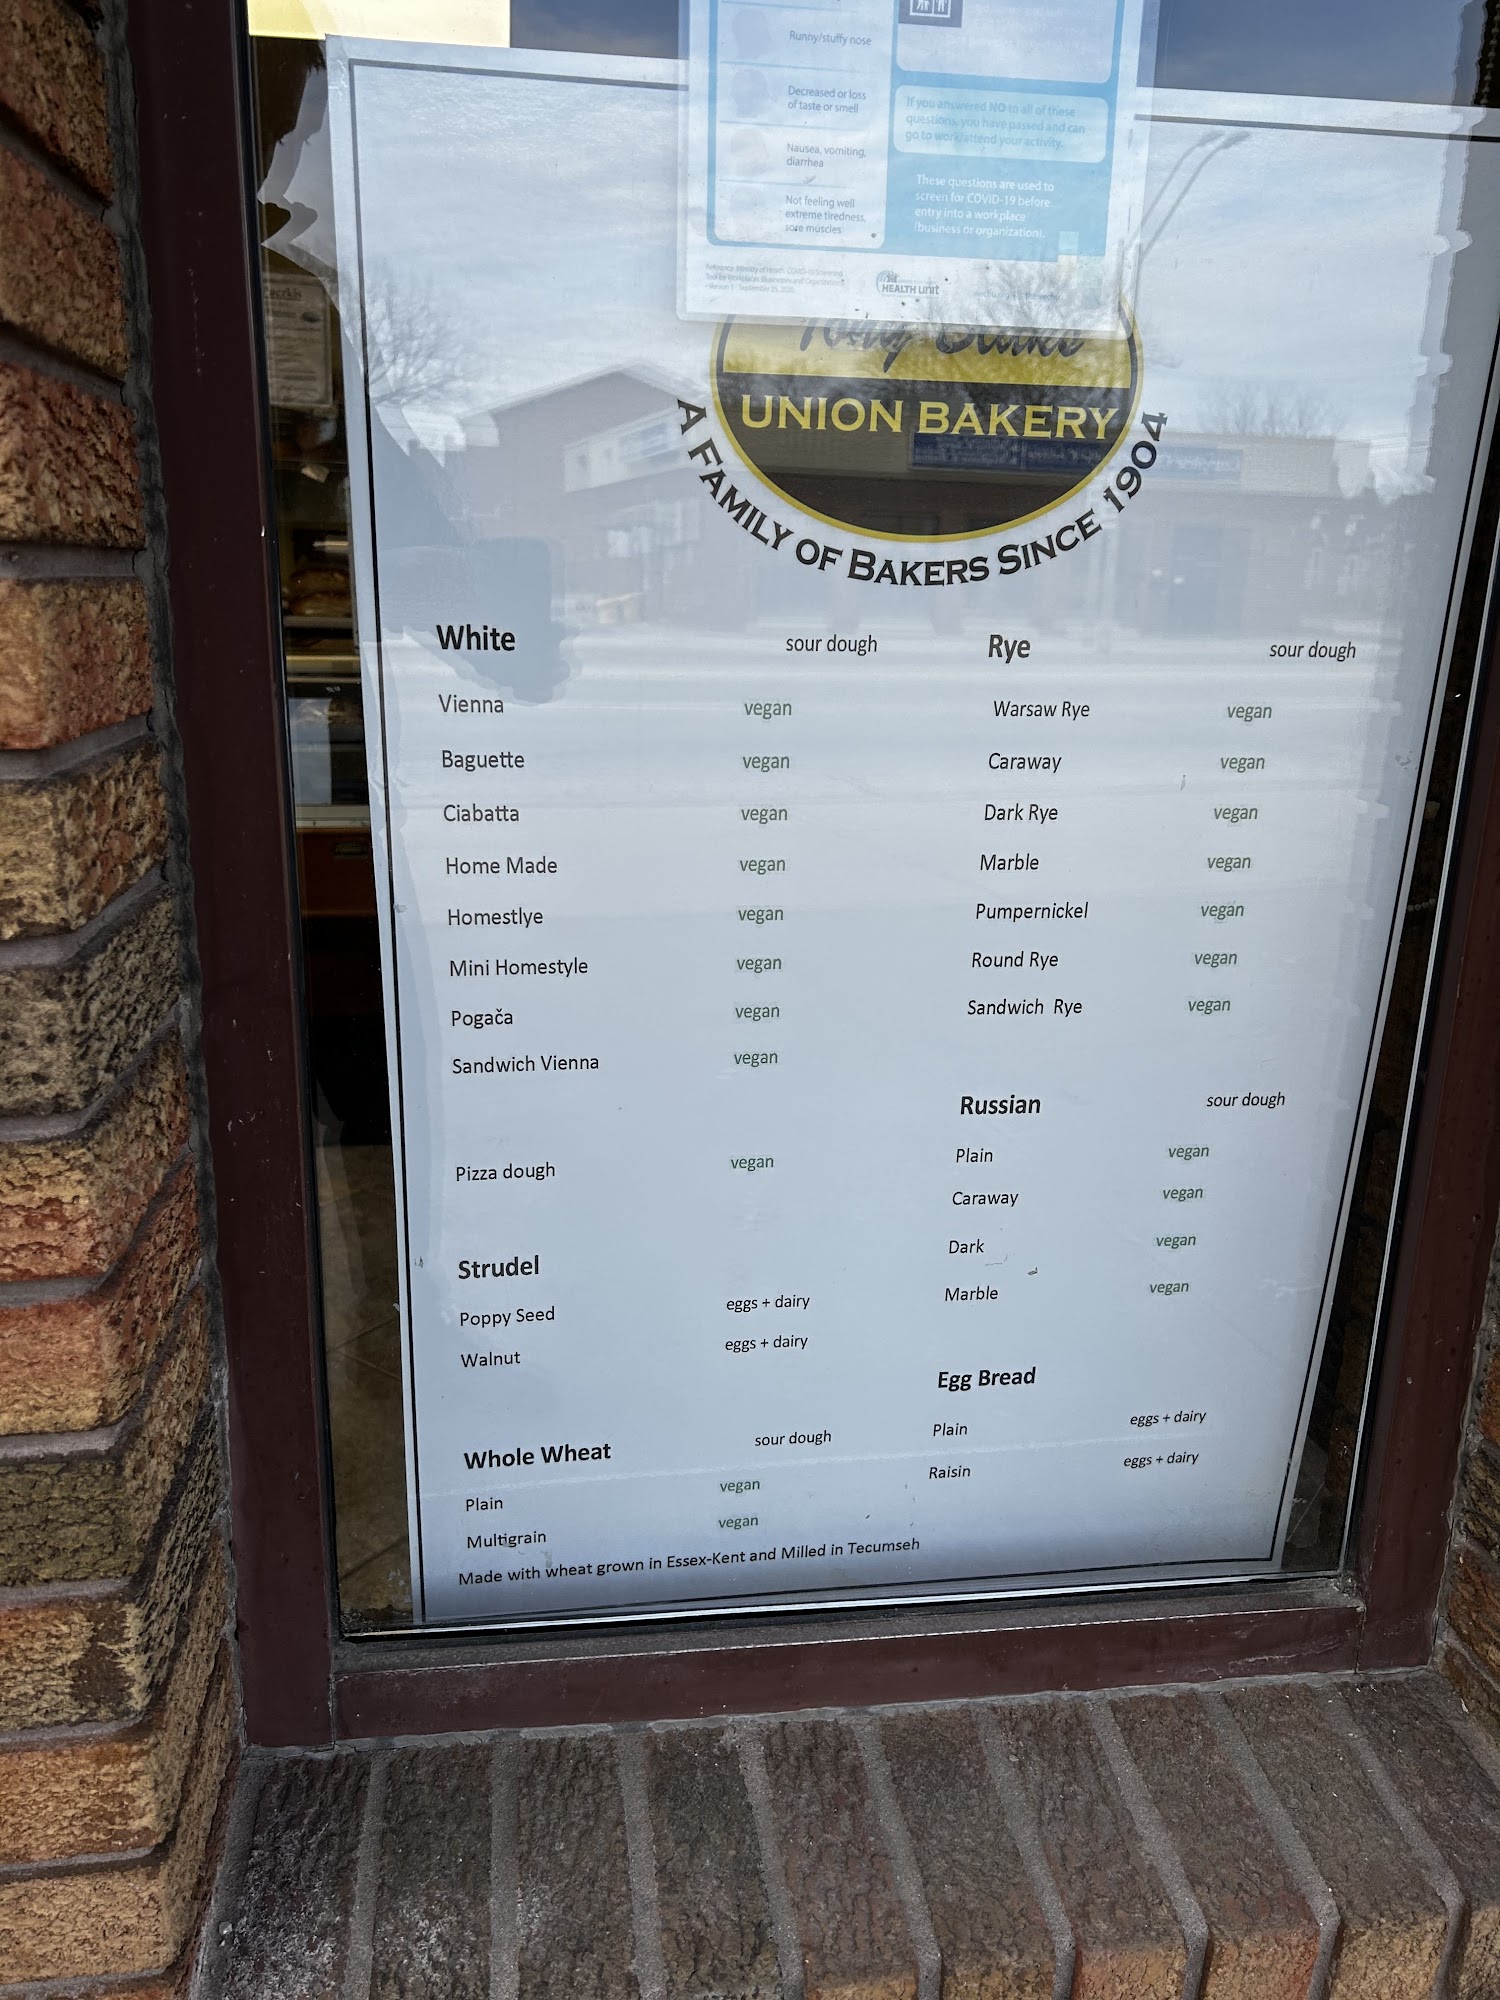 Runny/stuffy nose
Decreased or loss
of taste or smell
Nausea, vomiting,
diarrhea
Not feeling well
extreme tiredness,
sore muscles
If you answered NO to all of these
questions, you have passed and can
go to work/attend your activity.
These questions are used to
screen for COVID-19 before
entry into a workplace
(business or organization).
HEALTH unit
UNION BAKERY
A FAMILY OF BAKERS SINCE 1904
White sour dough
Vienna vegan
Baguette vegan
Ciabatta vegan
Home Made vegan
Homestlye vegan
Mini Homestyle vegan
Pogača vegan
Sandwich Vienna vegan
Pizza dough vegan
Strudel
Poppy Seed eggs + dairy
Walnut eggs + dairy
Whole Wheat sour dough
Plain vegan
Multigrain vegan
Made with wheat grown in Essex-Kent and Milled in Tecumseh
Rye sour dough
Warsaw Rye vegan
Caraway vegan
Dark Rye vegan
Marble vegan
Pumpernickel vegan
Round Rye vegan
Sandwich Rye vegan
Russian sour dough
Plain vegan
Caraway vegan
Dark vegan
Marble vegan
Egg Bread
Plain eggs + dairy
Raisin eggs + dairy